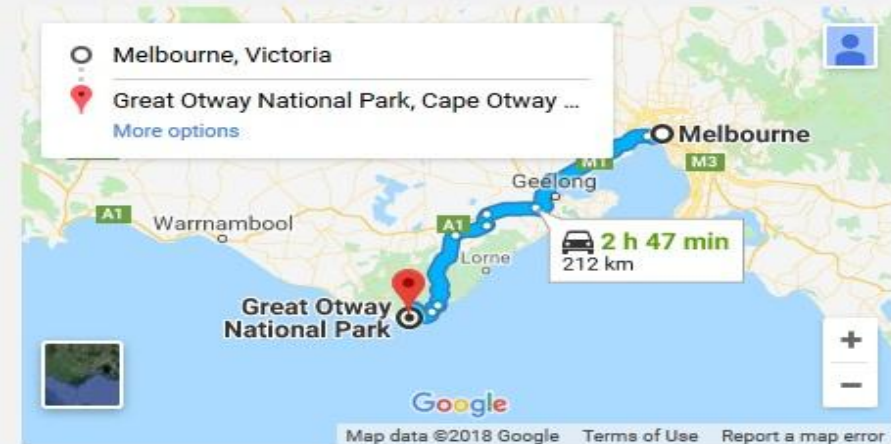 Melbourne, Victoria
Great Otway National Park, Cape Otway ...
More options
Melbourne
M1
M3
Geelong
A1
Warrnambool
A1
2 h 47 min
212 km
Lorne
Great Otway
National Park
+
−
Google
Map data ©2018 Google Terms of Use Report a map error